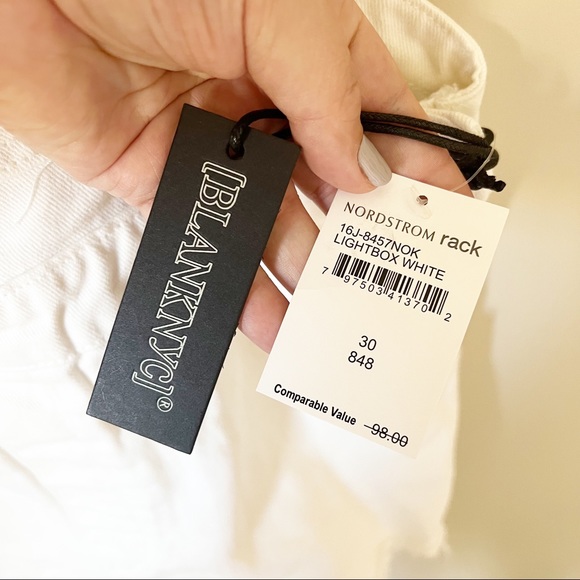 [BLANKNYC]®
NORDSTROM rack
16J-8457NOK
LIGHTBOX WHITE
7 97503 41370 2
30
848
Comparable Value 98.00